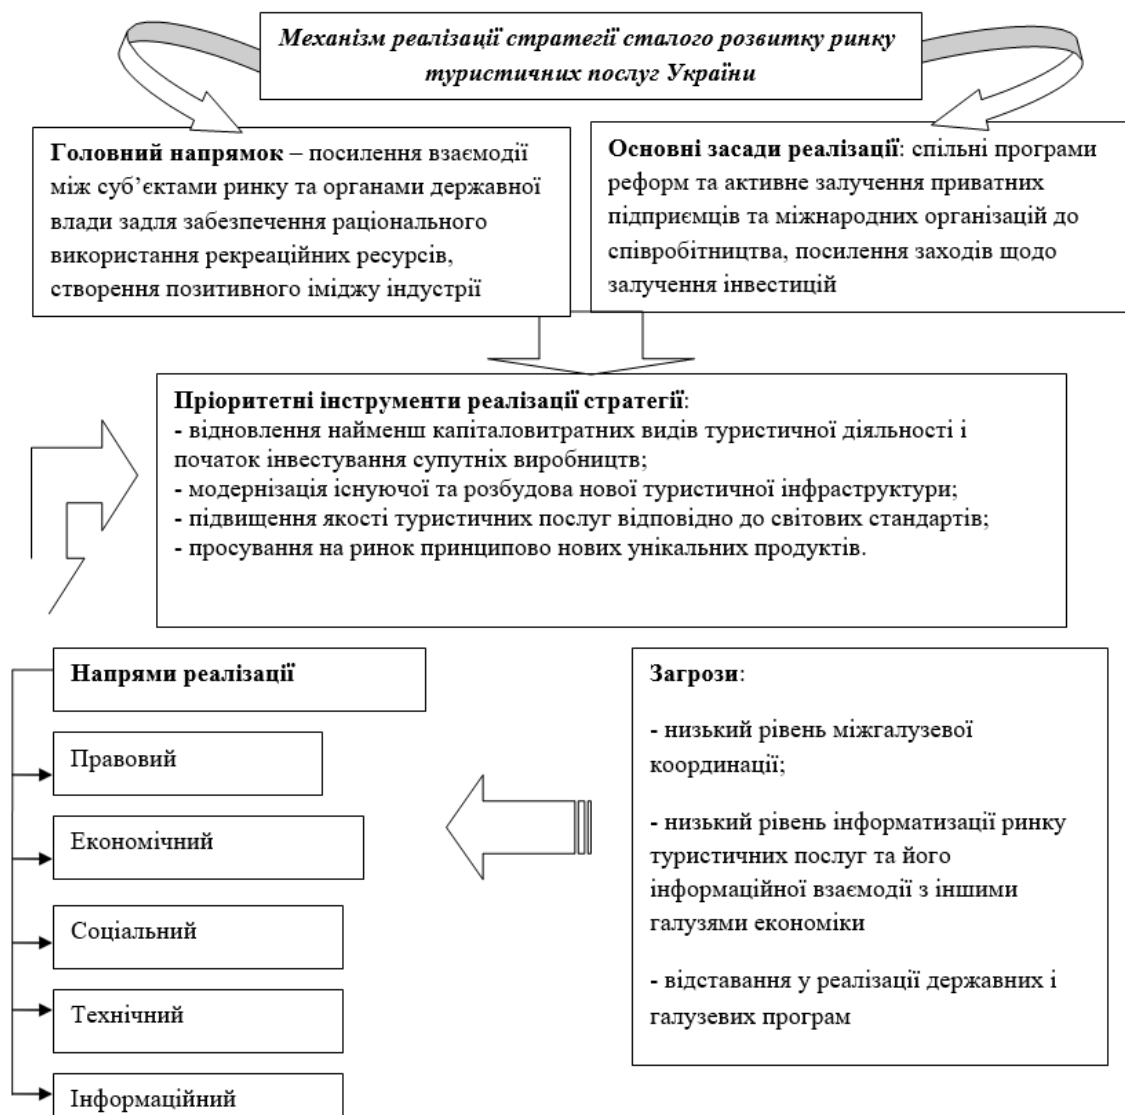 Механізм реалізації стратегії сталого розвитку ринку
туристичних послуг України
Головний напрямок – посилення взаємодії
між суб’єктами ринку та органами державної
влади задля забезпечення раціонального
використання рекреаційних ресурсів,
створення позитивного іміджу індустрії
Основні засади реалізації: спільні програми
реформ та активне залучення приватних
підприємців та міжнародних організацій до
співробітництва, посилення заходів щодо
залучення інвестицій
Пріоритетні інструменти реалізації стратегії:
- відновлення найменш капіталовитратних видів туристичної діяльності і
початок інвестування супутніх виробництв;
- модернізація існуючої та розбудова нової туристичної інфраструктури;
- підвищення якості туристичних послуг відповідно до світових стандартів;
- просування на ринок принципово нових унікальних продуктів.
Напрями реалізації
Правовий
Економічний
Соціальний
Технічний
Інформаційний
Загрози:
- низький рівень міжгалузевої
координації;
- низький рівень інформатизації ринку
туристичних послуг та його
інформаційної взаємодії з іншими
галузями економіки
- відставання у реалізації державних і
галузевих програм